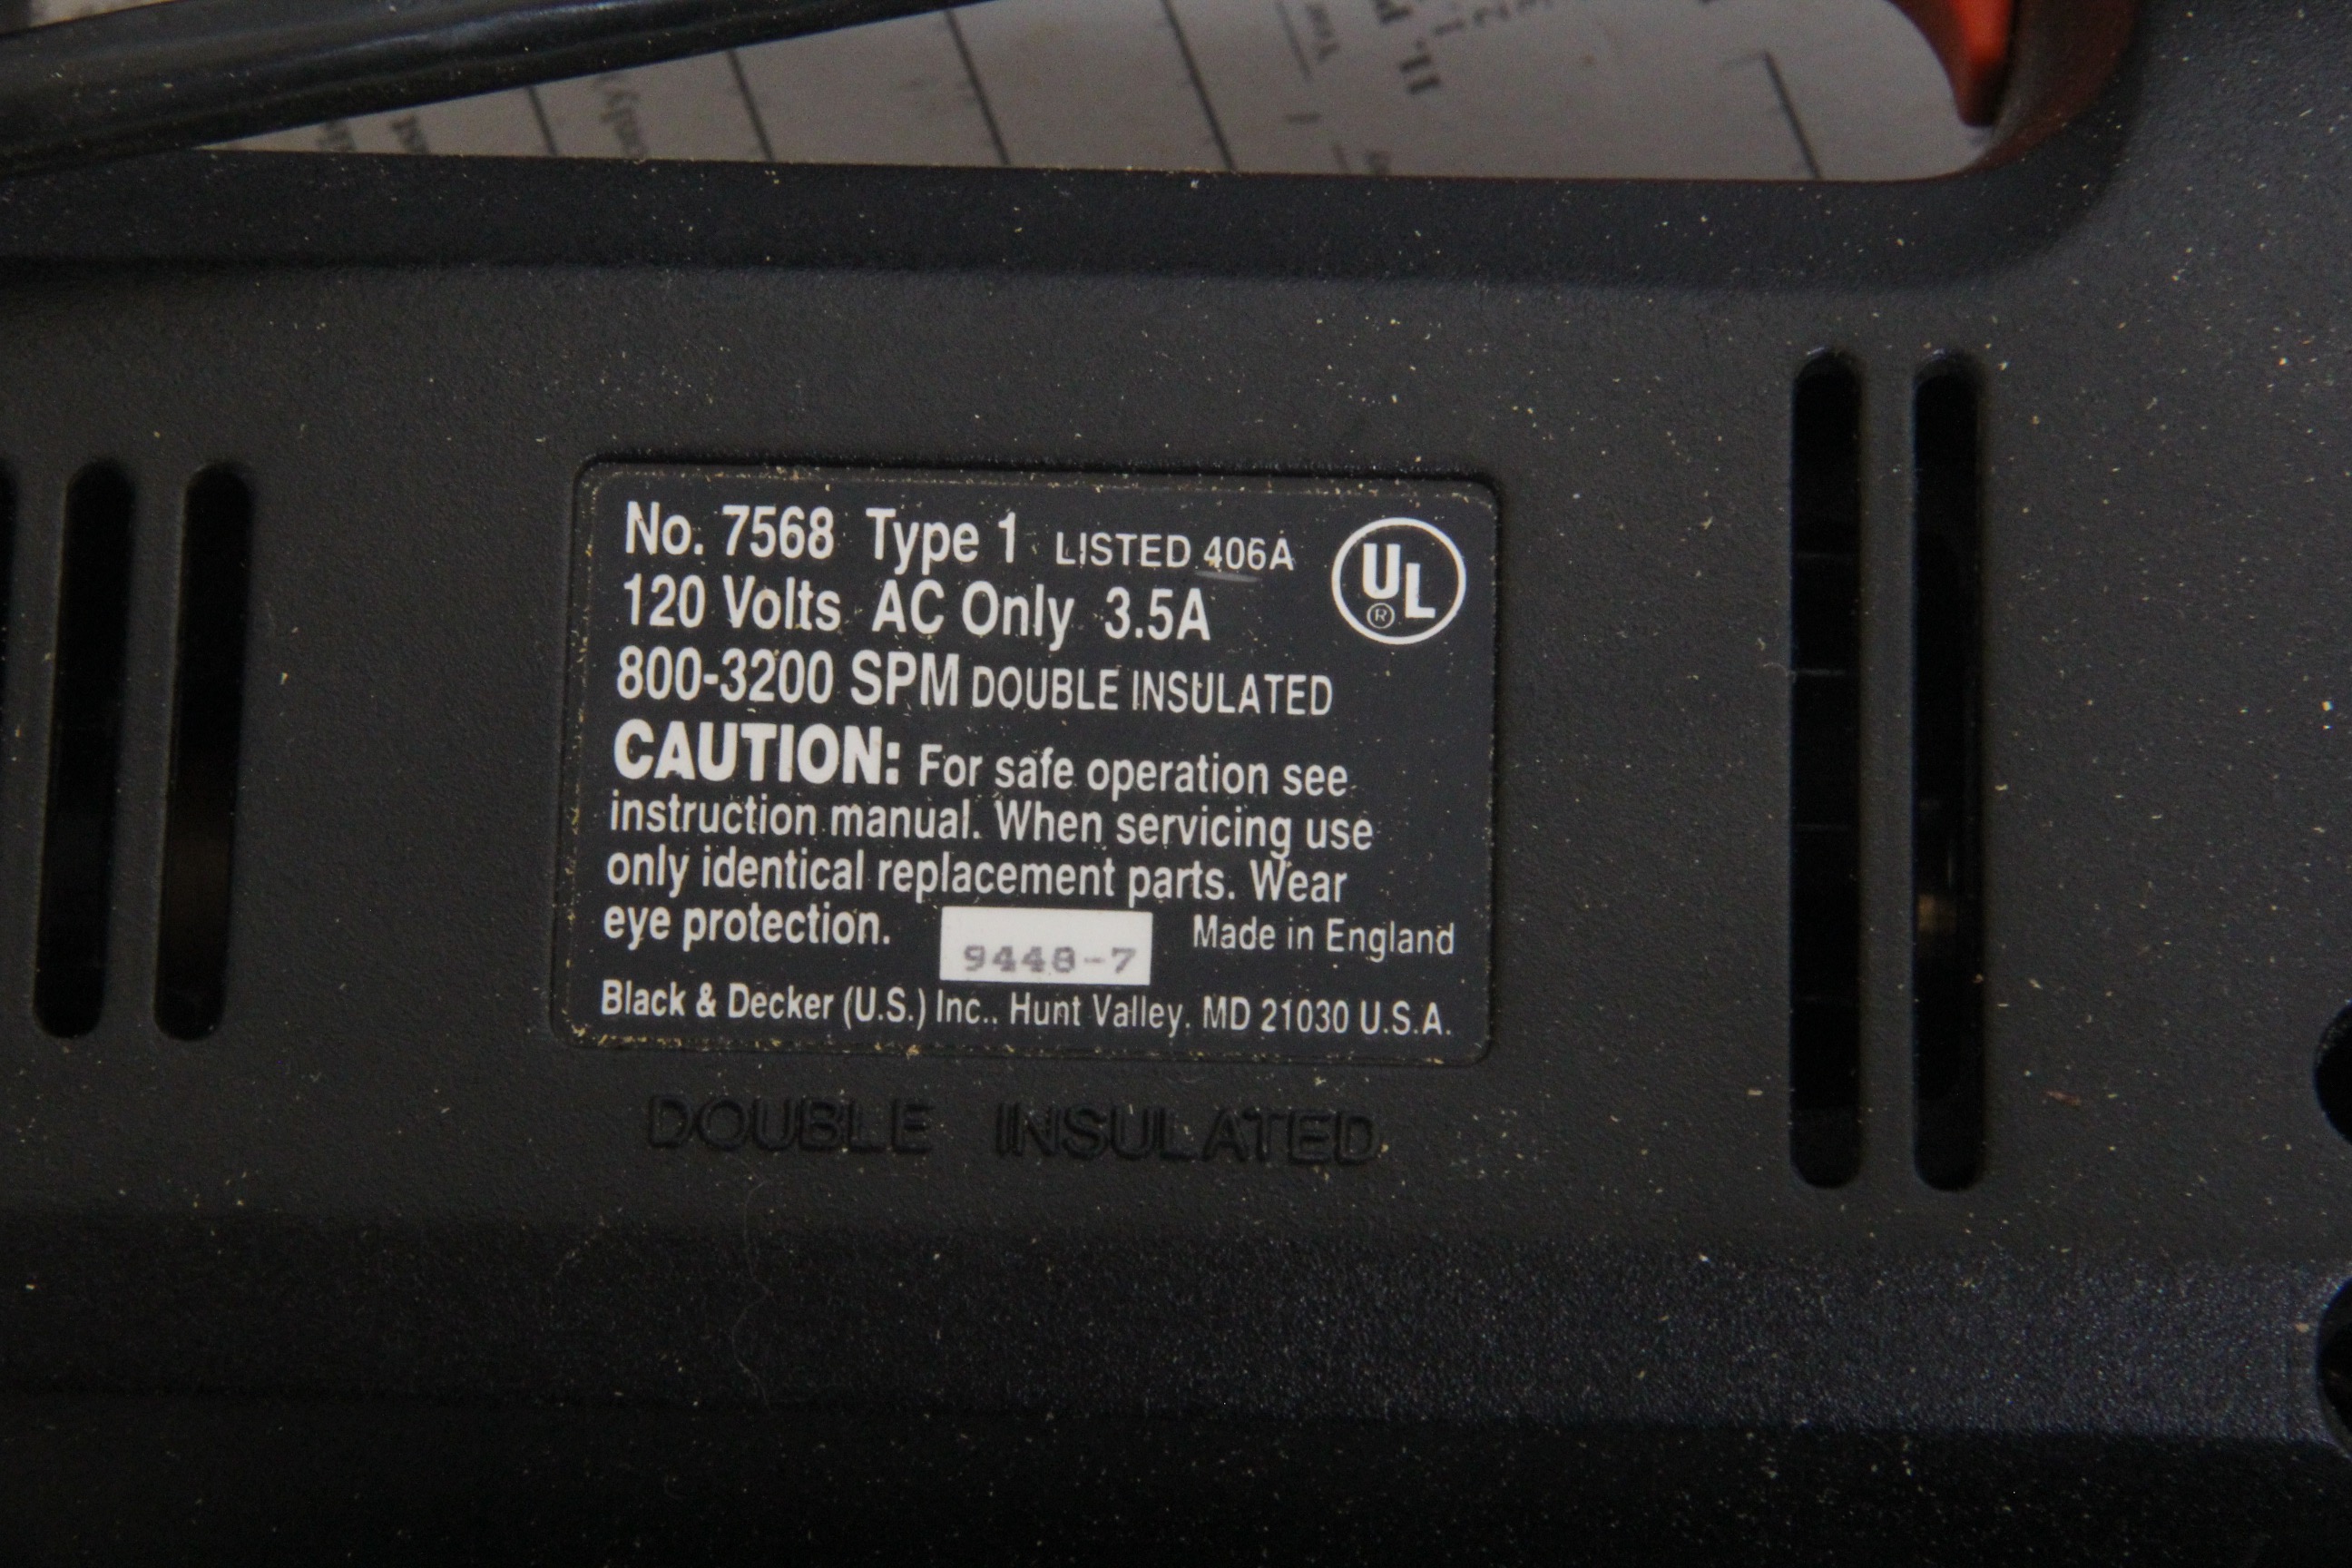 II. P
Year
No. 7568 Type 1 LISTED 406A
UL
®
120 Volts AC Only 3.5A
800-3200 SPM DOUBLE INSULATED
CAUTION: For safe operation see
instruction manual. When servicing use
only identical replacement parts. Wear
eye protection.
9448-7
Made in England
Black & Decker (U.S.) Inc.. Hunt Valley. MD 21030 U.S.A.
DOUBLE INSULATED